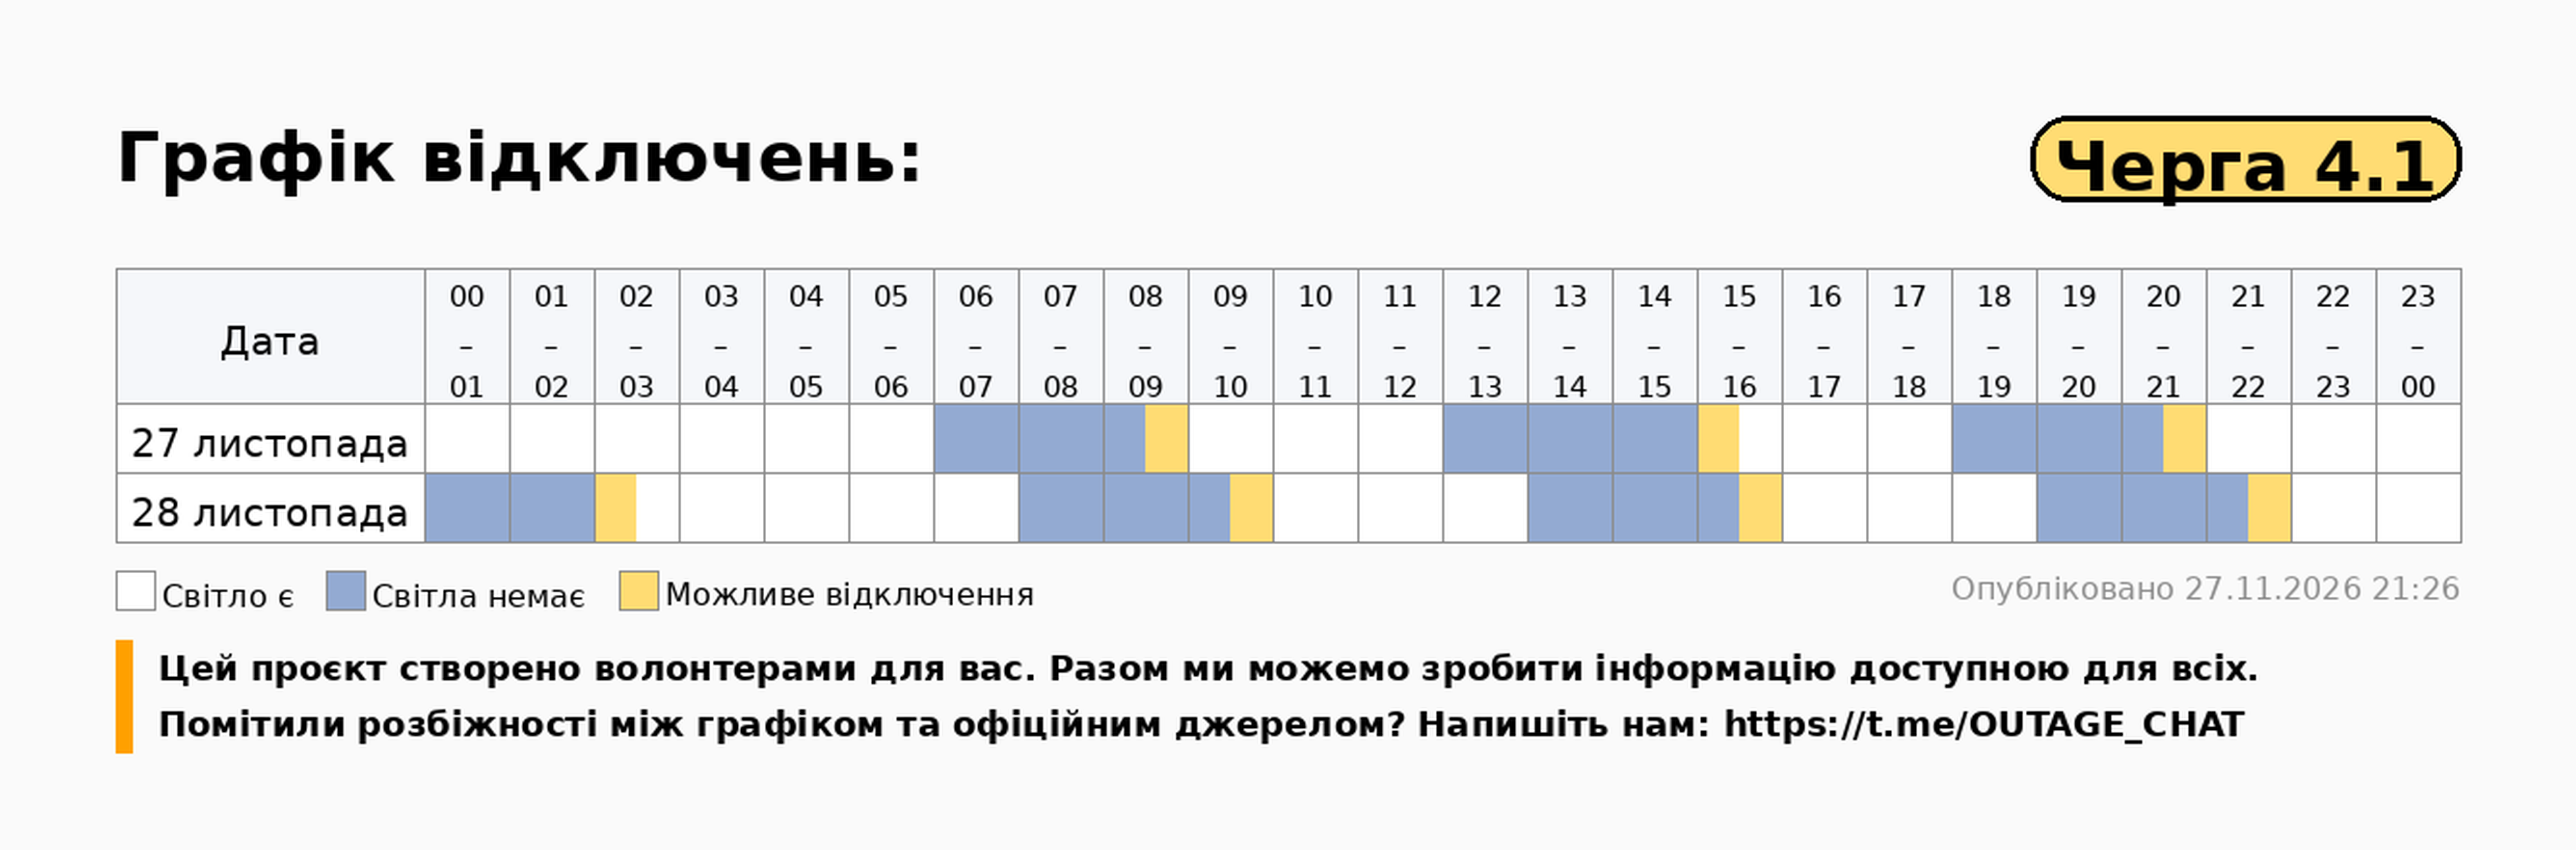 Графік відключень:
Черга 4.1
Дата
00 – 01
01 – 02
02 – 03
03 – 04
04 – 05
05 – 06
06 – 07
07 – 08
08 – 09
09 – 10
10 – 11
11 – 12
12 – 13
13 – 14
14 – 15
15 – 16
16 – 17
17 – 18
18 – 19
19 – 20
20 – 21
21 – 22
22 – 23
23 – 00
27 листопада
28 листопада
Світло є
Світла немає
Можливе відключення
Опубліковано 27.11.2026 21:26
Цей проєкт створено волонтерами для вас. Разом ми можемо зробити інформацію доступною для всіх.
Помітили розбіжності між графіком та офіційним джерелом? Напишіть нам: https://t.me/OUTAGE_CHAT